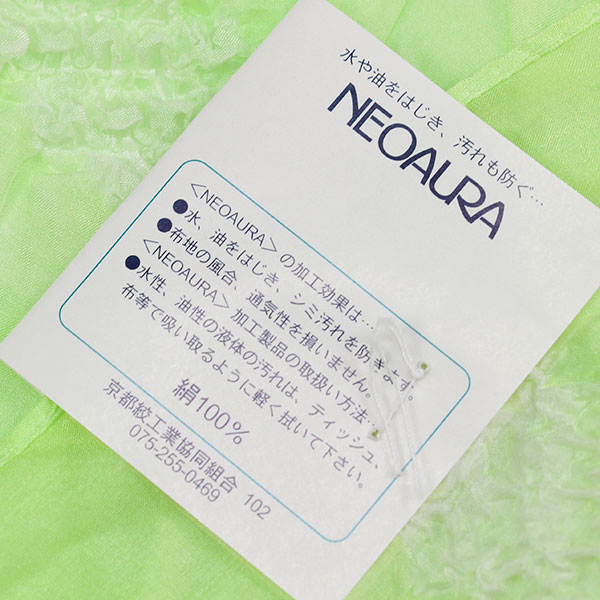 水や油をはじき、汚れも防ぐ…
NEOAURA
〈NEOAURA〉の加工効果は…
●水、油をはじき、シミ汚れを防ぎます。
●布地の風合、通気性を損いません。
〈NEOAURA〉加工製品の取扱い方法
●水性、油性の液体の汚れは、ティッシュ、
布等で吸い取るように軽く拭いて下さい。
絹100%
京都絞工業協同組合 102
075-255-0469